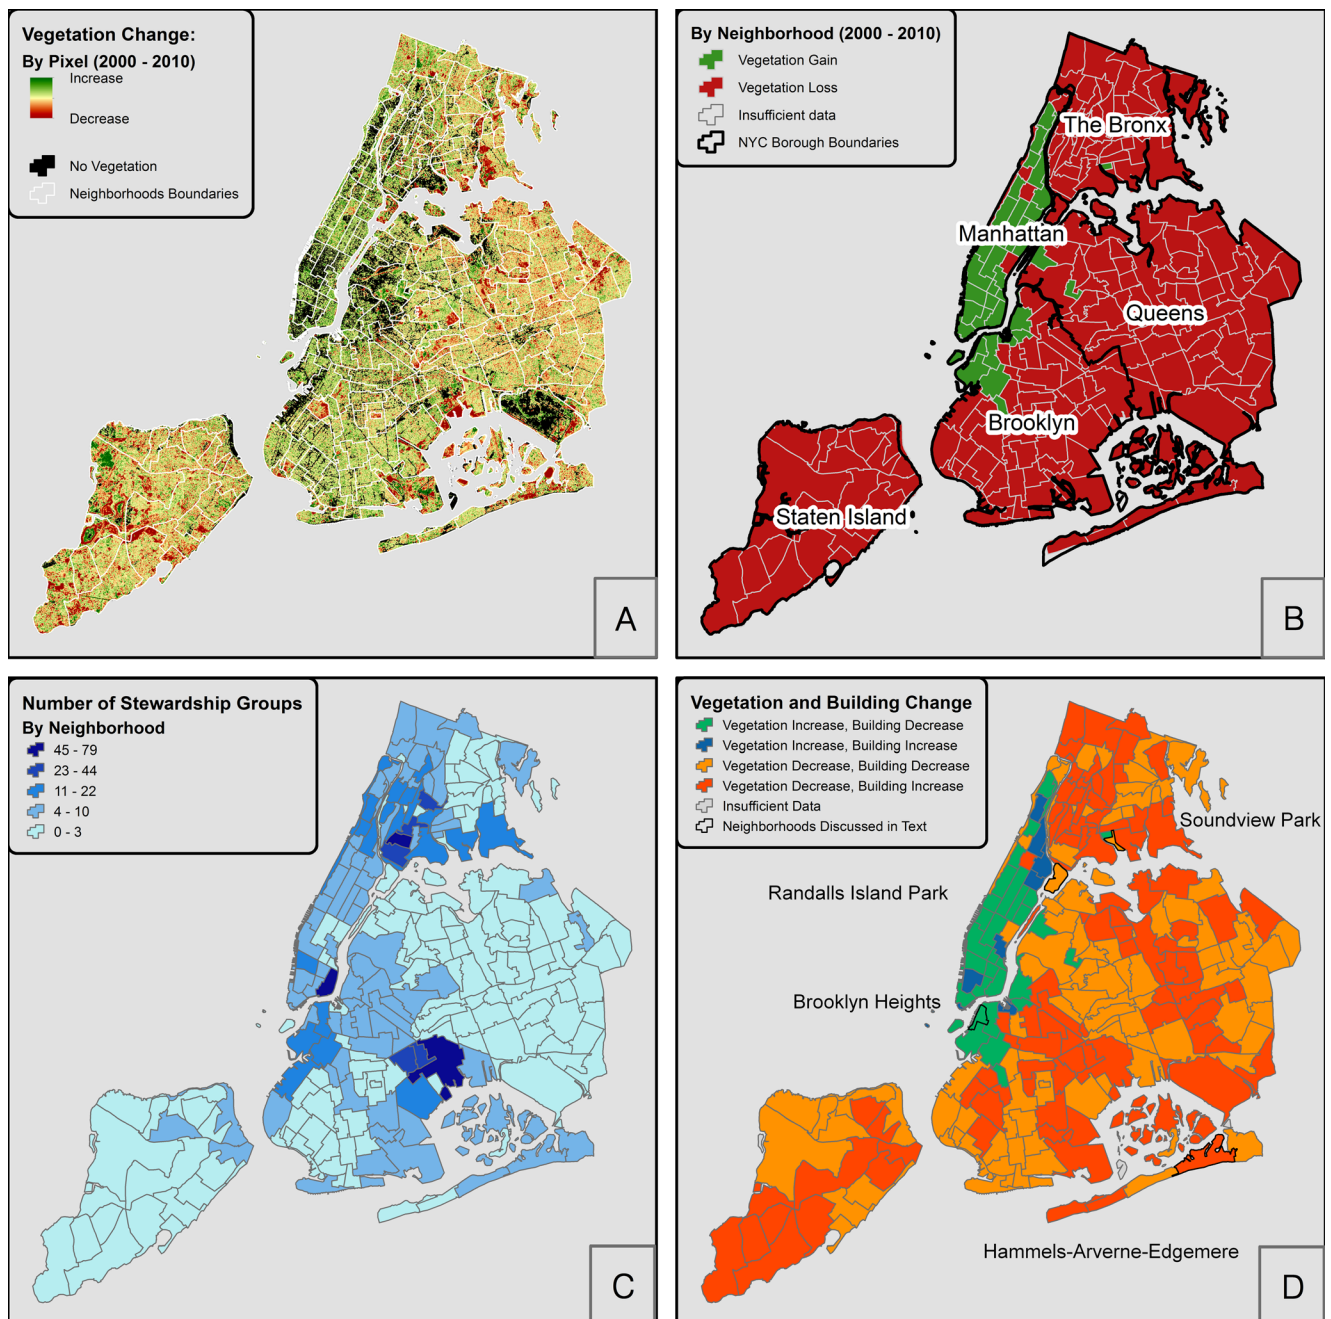 Vegetation Change:
By Pixel (2000 - 2010)
Increase
Decrease
No Vegetation
Neighborhoods Boundaries
A
By Neighborhood (2000 - 2010)
Vegetation Gain
Vegetation Loss
Insufficient data
NYC Borough Boundaries
The Bronx
Manhattan
Queens
Brooklyn
Staten Island
B
Number of Stewardship Groups
By Neighborhood
45 - 79
23 - 44
11 - 22
4 - 10
0 - 3
C
Vegetation and Building Change
Vegetation Increase, Building Decrease
Vegetation Increase, Building Increase
Vegetation Decrease, Building Decrease
Vegetation Decrease, Building Increase
Insufficient Data
Neighborhoods Discussed in Text
Soundview Park
Randalls Island Park
Brooklyn Heights
Hammels-Arverne-Edgemere
D